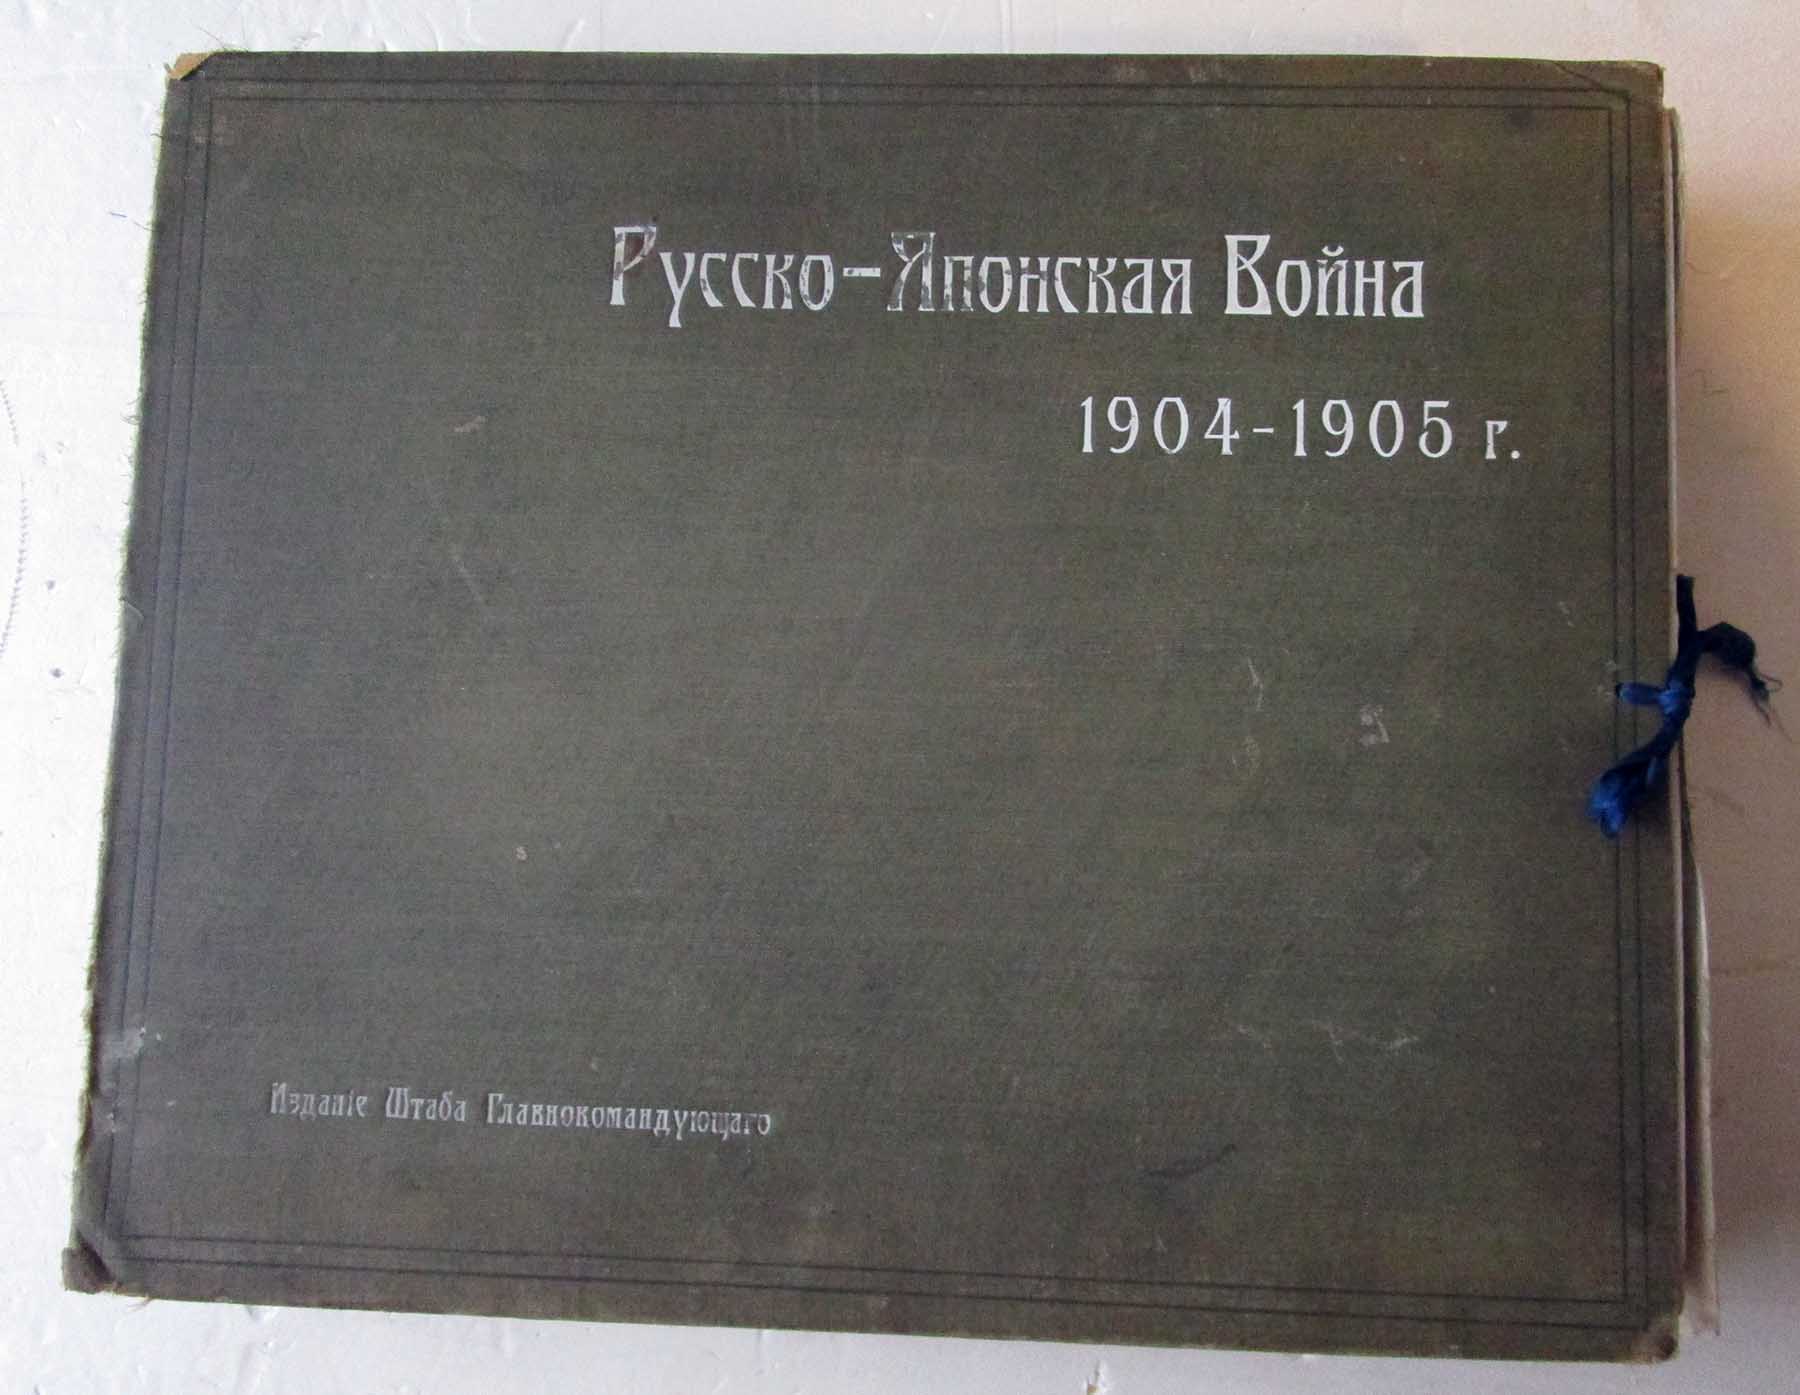 Русско-Японская Война
1904-1905 г.
Изданіе Штаба Главнокомандующаго